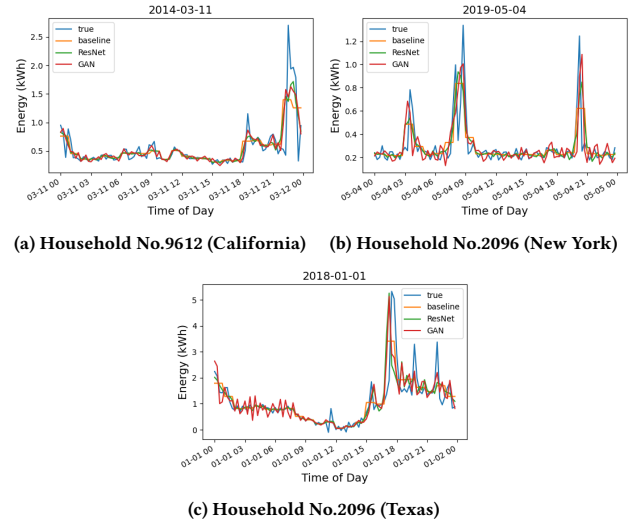 2014-03-11
Energy (kWh)
2.5
2.0
1.5
1.0
0.5
true
baseline
ResNet
GAN
03-11 00
03-11 03
03-11 06
03-11 09
03-11 12
03-11 15
03-11 18
03-11 21
03-12 00
Time of Day
(a) Household No.9612 (California)
2019-05-04
Energy (kWh)
1.2
1.0
0.8
0.6
0.4
0.2
true
baseline
ResNet
GAN
05-04 00
05-04 03
05-04 06
05-04 09
05-04 12
05-04 15
05-04 18
05-04 21
05-05 00
Time of Day
(b) Household No.2096 (New York)
2018-01-01
Energy (kWh)
5
4
3
2
1
0
true
baseline
ResNet
GAN
01-01 00
01-01 03
01-01 06
01-01 09
01-01 12
01-01 15
01-01 18
01-01 21
01-02 00
Time of Day
(c) Household No.2096 (Texas)